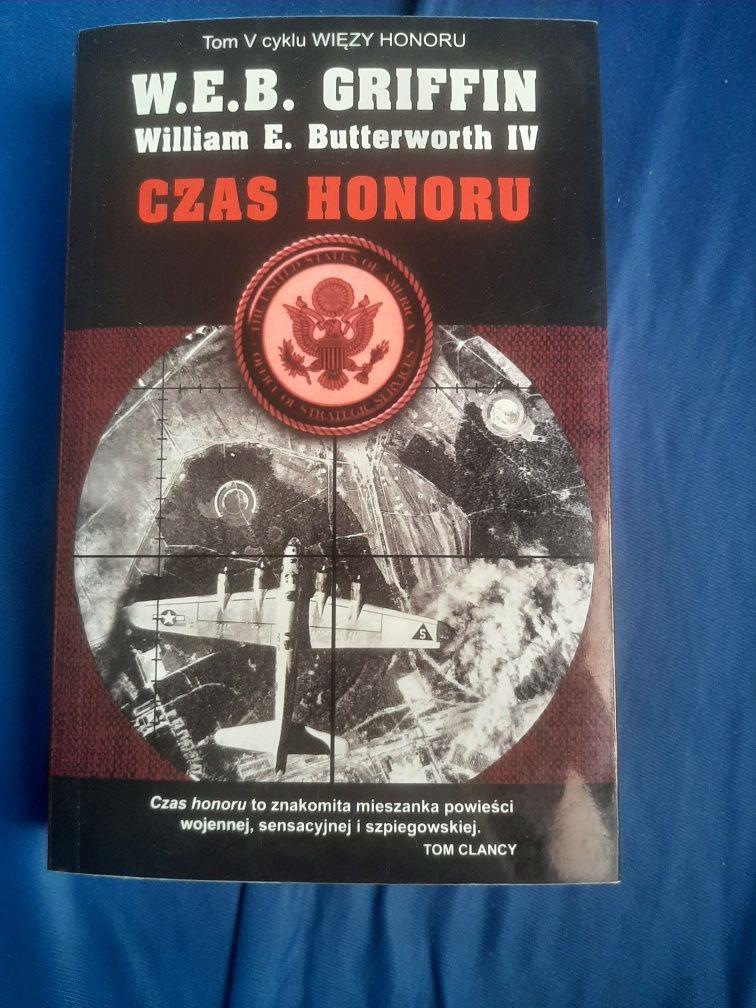 Tom V cyklu WIĘZY HONORU
W.E.B. GRIFFIN
William E. Butterworth IV
CZAS HONORU
THE UNITED STATES OF AMERICA
OFFICE OF STRATEGIC SERVICES
S
Czas honoru to znakomita mieszanka powieści
wojennej, sensacyjnej i szpiegowskiej.
TOM CLANCY